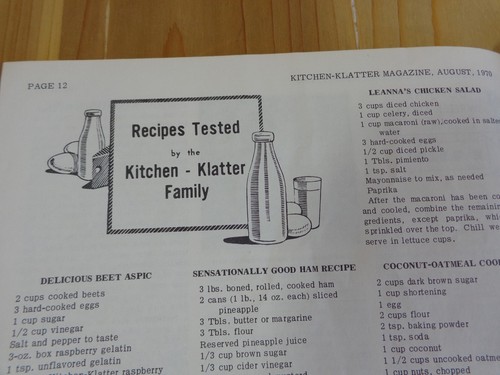 PAGE 12
KITCHEN-KLATTER MAGAZINE, AUGUST, 1970
Recipes Tested
by the
Kitchen - Klatter
Family
LEANNA'S CHICKEN SALAD
3 cups diced chicken
1 cup celery, diced
1 cup macaroni (raw);cooked in salted
water
3 hard-cooked eggs
1/2 cup diced pickle
1 Tbls. pimiento
1 tsp. salt
Mayonnaise to mix, as needed
Paprika
After the macaroni has been co
and cooled, combine the remainin
gredients, except paprika, whi
sprinkled over the top. Chill we
serve in lettuce cups.
DELICIOUS BEET ASPIC
2 cups cooked beets
3 hard-cooked eggs
1 cup sugar
1/2 cup vinegar
Salt and pepper to taste
3-oz. box raspberry gelatin
1 tsp. unflavored gelatin
Kitchen-Klatter raspberry
SENSATIONALLY GOOD HAM RECIPE
3 lbs. boned, rolled, cooked ham
2 cans (1 lb., 14 oz. each) sliced
pineapple
3 Tbls. butter or margarine
3 Tbls. flour
Reserved pineapple juice
1/3 cup brown sugar
1/3 cup cider vinegar
COCONUT-OATMEAL COO
2 cups dark brown sugar
1 cup shortening
1 egg
2 cups flour
2 tsp. baking powder
1 tsp. soda
1 cup coconut
1 1/2 cups uncooked oatme
1 cup nuts, chopped